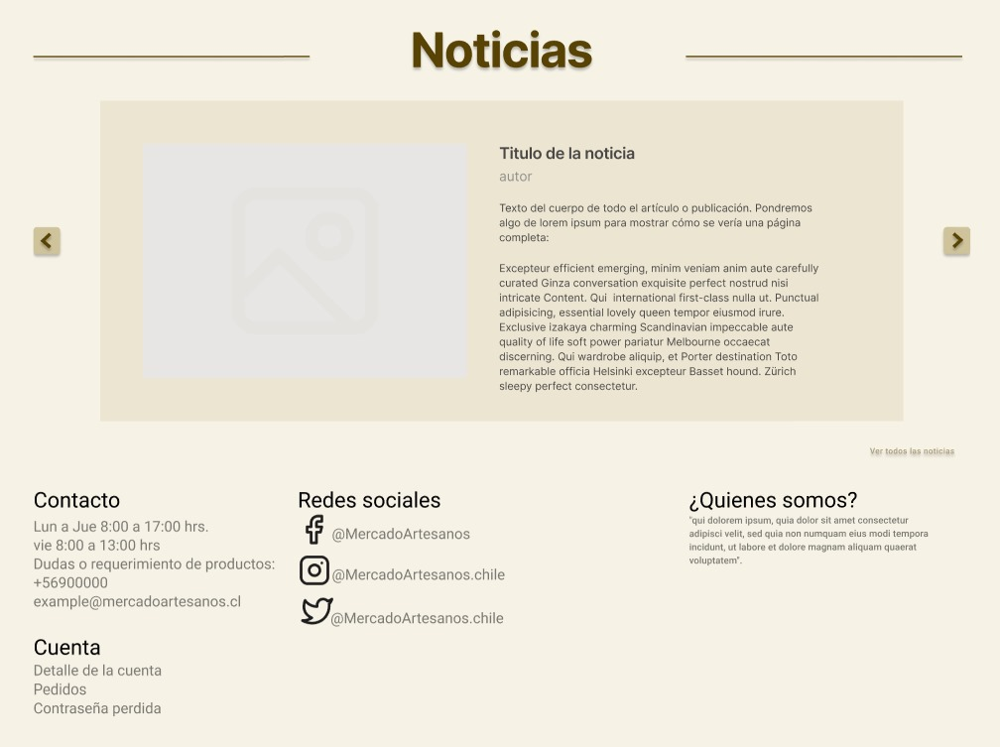 Noticias
Titulo de la noticia
autor
Texto del cuerpo de todo el artículo o publicación. Pondremos
algo de lorem ipsum para mostrar cómo se vería una página
completa:
Excepteur efficient emerging, minim veniam anim aute carefully
curated Ginza conversation exquisite perfect nostrud nisi
intricate Content. Qui  international first-class nulla ut. Punctual
adipisicing, essential lovely queen tempor eiusmod irure.
Exclusive izakaya charming Scandinavian impeccable aute
quality of life soft power pariatur Melbourne occaecat
discerning. Qui wardrobe aliquip, et Porter destination Toto
remarkable officia Helsinki excepteur Basset hound. Zürich
sleepy perfect consectetur.
Ver todos las noticias
Contacto
Lun a Jue 8:00 a 17:00 hrs.
vie 8:00 a 13:00 hrs
Dudas o requerimiento de productos:
+56900000
example@mercadoartesanos.cl
Cuenta
Detalle de la cuenta
Pedidos
Contraseña perdida
Redes sociales
@MercadoArtesanos
@MercadoArtesanos.chile
@MercadoArtesanos.chile
¿Quienes somos?
"qui dolorem ipsum, quia dolor sit amet consectetur
adipisci velit, sed quia non numquam eius modi tempora
incidunt, ut labore et dolore magnam aliquam quaerat
voluptatem".